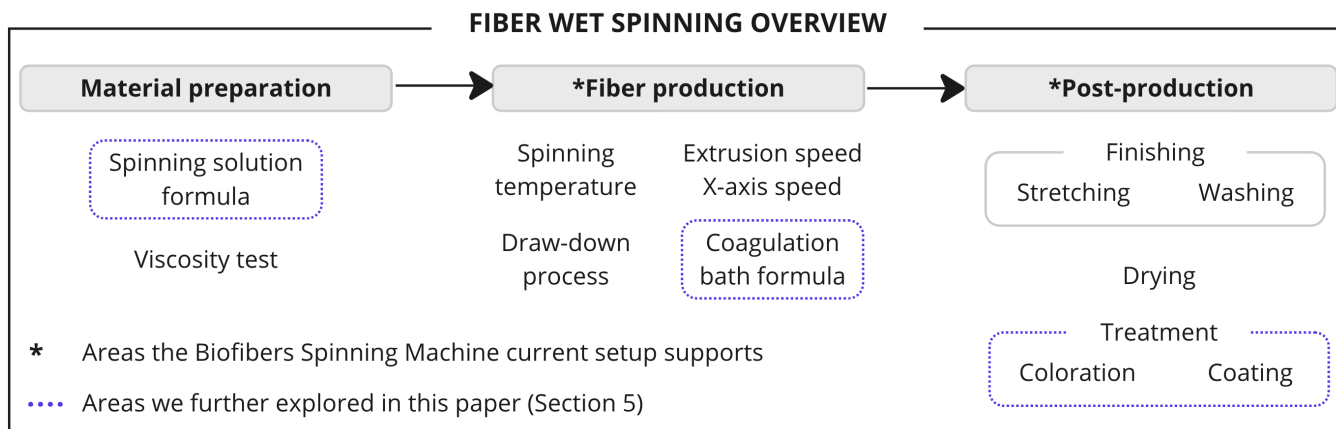 FIBER WET SPINNING OVERVIEW
Material preparation
Spinning solution
formula
Viscosity test
*Fiber production
Spinning
temperature
Extrusion speed
X-axis speed
Draw-down
process
Coagulation
bath formula
*Post-production
Finishing
Stretching Washing
Drying
Treatment
Coloration Coating
* Areas the Biofibers Spinning Machine current setup supports
Areas we further explored in this paper (Section 5)